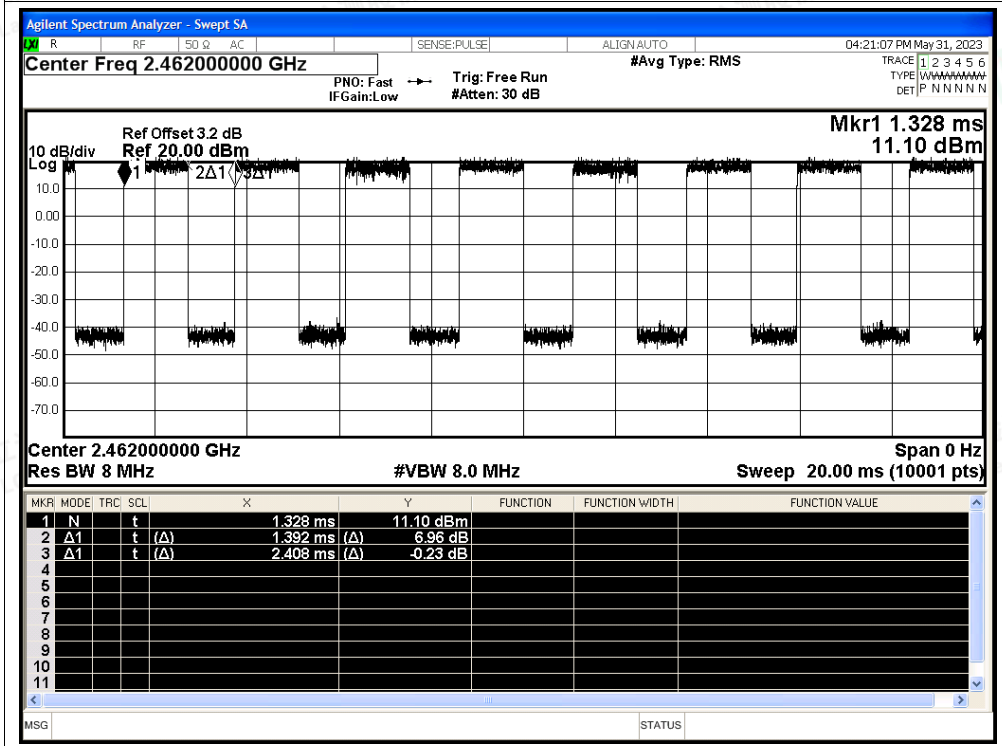 Agilent Spectrum Analyzer - Swept SA
LXI R RF 50 Ω AC SENSE:PULSE ALIGN AUTO 04:21:07 PM May 31, 2023
Center Freq 2.462000000 GHz #Avg Type: RMS TRACE 1 2 3 4 5 6
PNO: Fast Trig: Free Run TYPE WWWWWW
IFGain:Low #Atten: 30 dB DET P N N N N N
Mkr1 1.328 ms
11.10 dBm
Ref Offset 3.2 dB
10 dB/div Ref 20.00 dBm
Log
1 2Δ1 3Δ1
10.0
0.00
-10.0
-20.0
-30.0
-40.0
-50.0
-60.0
-70.0
Center 2.462000000 GHz Span 0 Hz
Res BW 8 MHz #VBW 8.0 MHz Sweep 20.00 ms (10001 pts)
MKR MODE TRC SCL X Y FUNCTION FUNCTION WIDTH FUNCTION VALUE
1 N t 1.328 ms 11.10 dBm
2 Δ1 t (Δ) 1.392 ms (Δ) 6.96 dB
3 Δ1 t (Δ) 2.408 ms (Δ) -0.23 dB
4
5
6
7
8
9
10
11
MSG STATUS